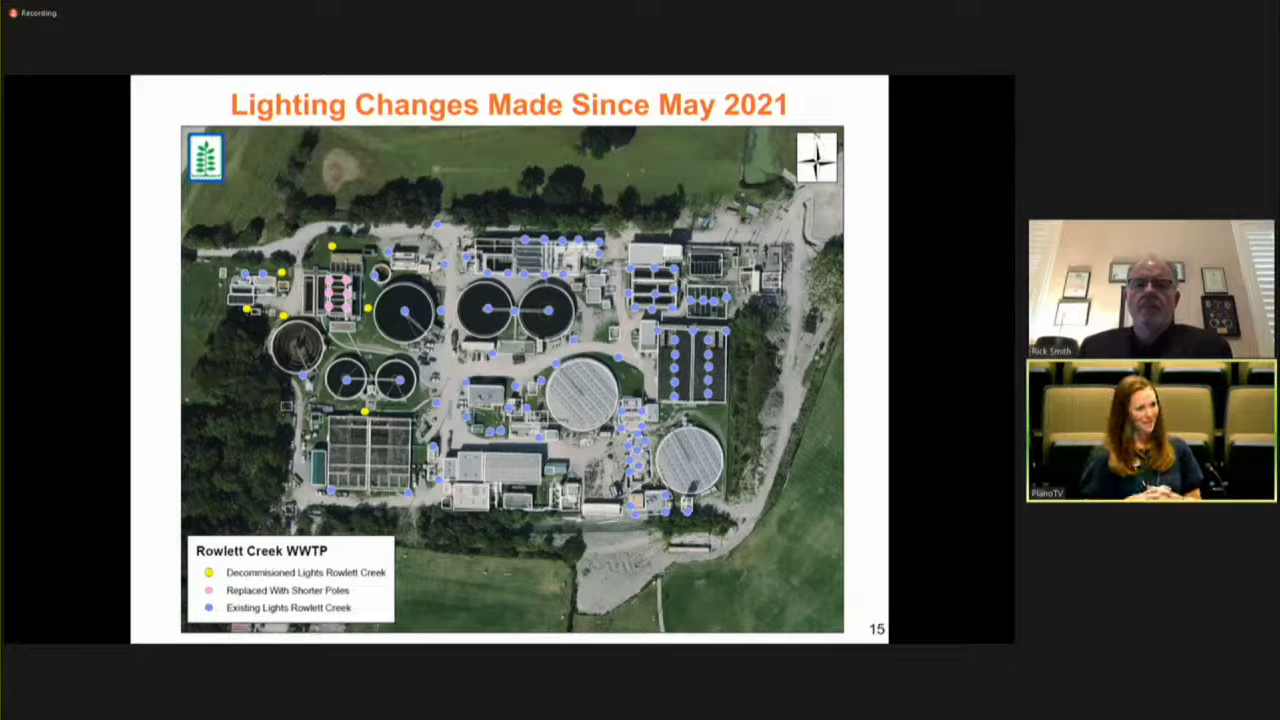 Recording
Lighting Changes Made Since May 2021
N
Rowlett Creek WWTP
Decommisioned Lights Rowlett Creek
Replaced With Shorter Poles
Existing Lights Rowlett Creek
15
Rick Smith
PlanoTV